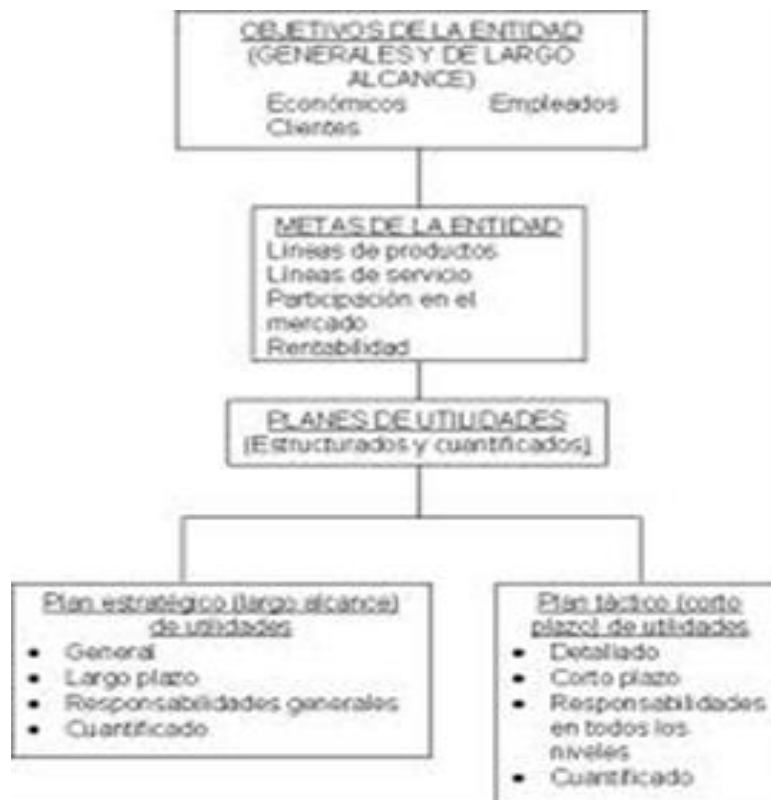 OBJETIVOS DE LA ENTIDAD
(GENERALES Y DE LARGO
ALCANCE)
Económicos Empleados
Clientes
METAS DE LA ENTIDAD
Líneas de productos
Líneas de servicio
Participación en el
mercado
Rentabilidad
PLANES DE UTILIDADES
(Estructurados y cuantificados)
Plan estratégico (largo alcance)
de utilidades
• General
• Largo plazo
• Responsabilidades generales
• Cuantificado
Plan táctico (corto
plazo) de utilidades
• Detallado
• Corto plazo
• Responsabilidades
en todos los
niveles
• Cuantificado